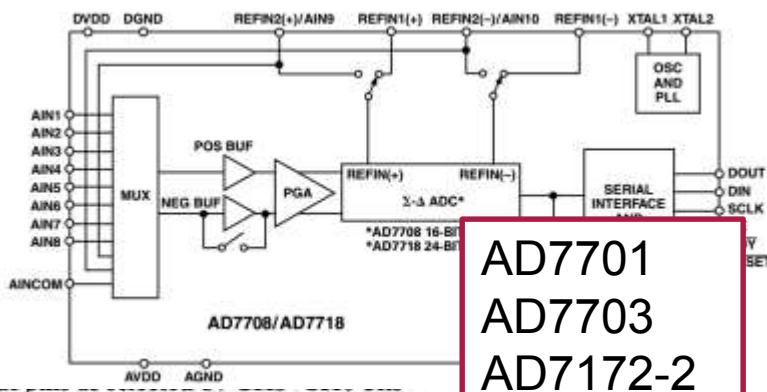 DVDD DGND REFIN2(+)/AIN9 REFIN1(+) REFIN2(–)/AIN10 REFIN1(–) XTAL1 XTAL2
OSC
AND
PLL
AIN1
AIN2
AIN3
AIN4
AIN5
AIN6
AIN7
AIN8
AINCOM
MUX
POS BUF
NEG BUF
PGA
REFIN(+) REFIN(–)
Σ-Δ ADC*
*AD7708 16-BIT
*AD7718 24-BIT
SERIAL
INTERFACE
DOUT
DIN
SCLK
AD7708/AD7718
AVDD AGND
AD7701
AD7703
AD7172-2